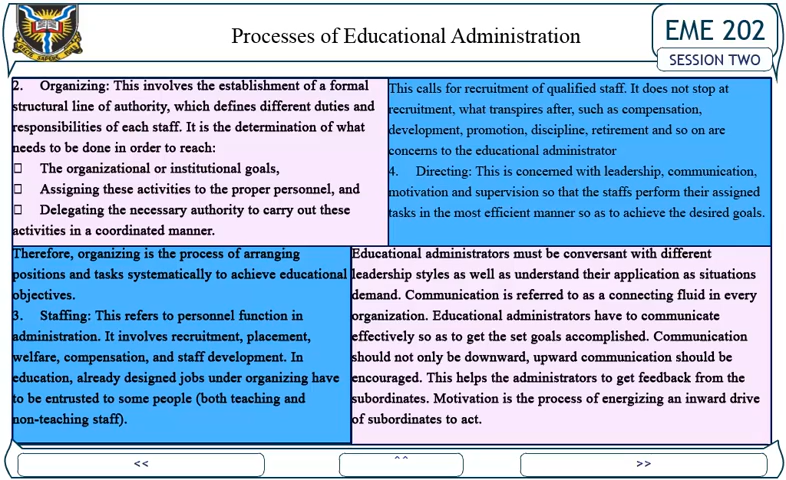 Processes of Educational Administration
EME 202
SESSION TWO
2. Organizing: This involves the establishment of a formal
structural line of authority, which defines different duties and
responsibilities of each staff. It is the determination of what
needs to be done in order to reach:
The organizational or institutional goals,
Assigning these activities to the proper personnel, and
Delegating the necessary authority to carry out these
activities in a coordinated manner.
This calls for recruitment of qualified staff. It does not stop at
recruitment, what transpires after, such as compensation,
development, promotion, discipline, retirement and so on are
concerns to the educational administrator
4. Directing: This is concerned with leadership, communication,
motivation and supervision so that the staffs perform their assigned
tasks in the most efficient manner so as to achieve the desired goals.
Therefore, organizing is the process of arranging
positions and tasks systematically to achieve educational
objectives.
3. Staffing: This refers to personnel function in
administration. It involves recruitment, placement,
welfare, compensation, and staff development. In
education, already designed jobs under organizing have
to be entrusted to some people (both teaching and
non-teaching staff).
Educational administrators must be conversant with different
leadership styles as well as understand their application as situations
demand. Communication is referred to as a connecting fluid in every
organization. Educational administrators have to communicate
effectively so as to get the set goals accomplished. Communication
should not only be downward, upward communication should be
encouraged. This helps the administrators to get feedback from the
subordinates. Motivation is the process of energizing an inward drive
of subordinates to act.
<< ^^ >>